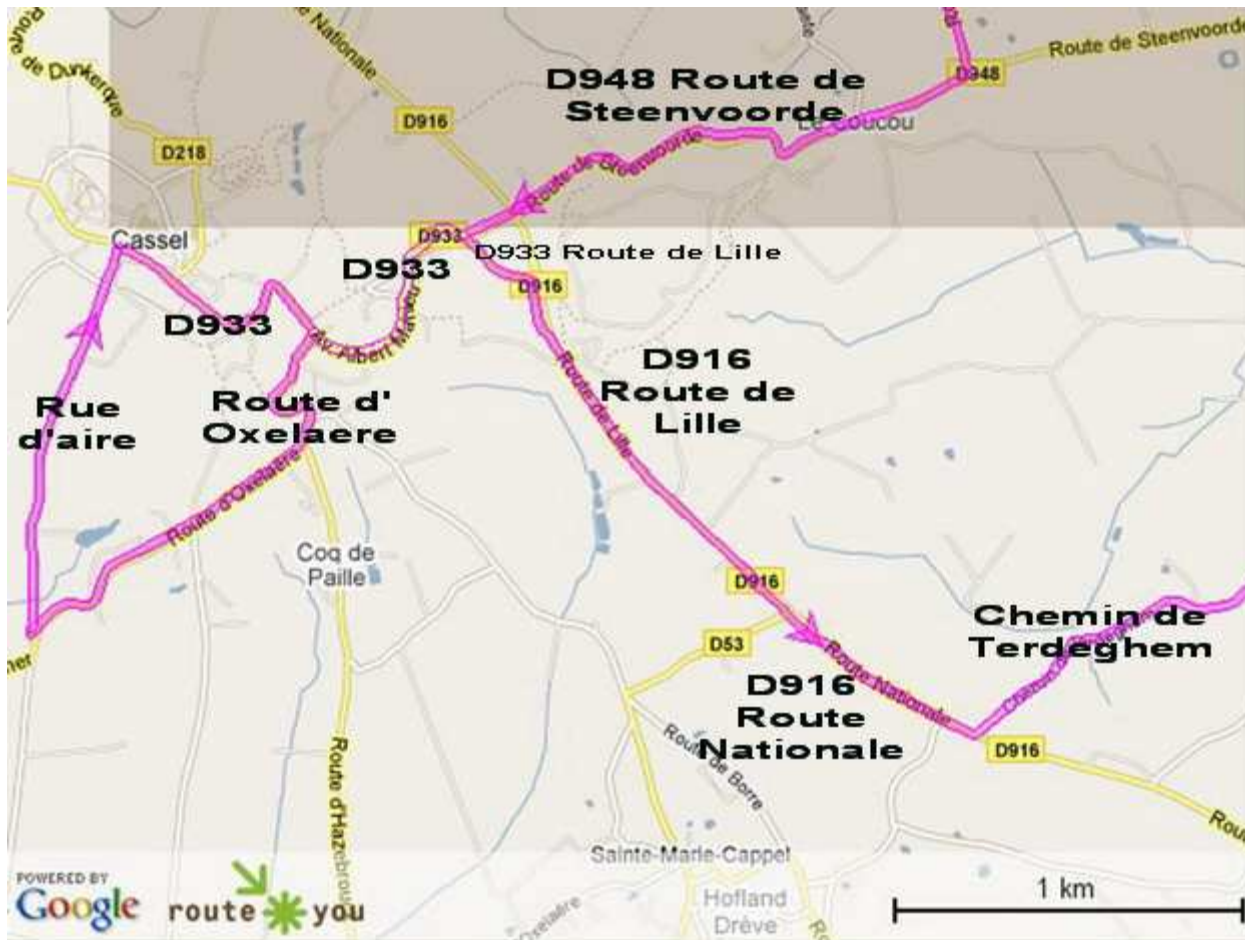 Route
de Dunkerque
Nationale
D916
D218
D948 Route de
Steenvoorde
D948
Route de Steenvoorde
Le Coucou
Route de Steenvoorde
Cassel
D933
D933 Route de Lille
D933
D916
D933
Av. Albert
D916
Route de
Lille
Route de Lille
Rue
d'aire
Route d'
Oxelaere
Route d'Oxelaere
Coq de
Paille
D916
D53
Chemin de
Terdeghem
Route Nationale
D916
Route
Nationale
D916
Route de Borre
Route d'Hazebrouck
Sainte-Marie-Cappel
Hofland
Drève
POWERED BY
Google
route you
1 km